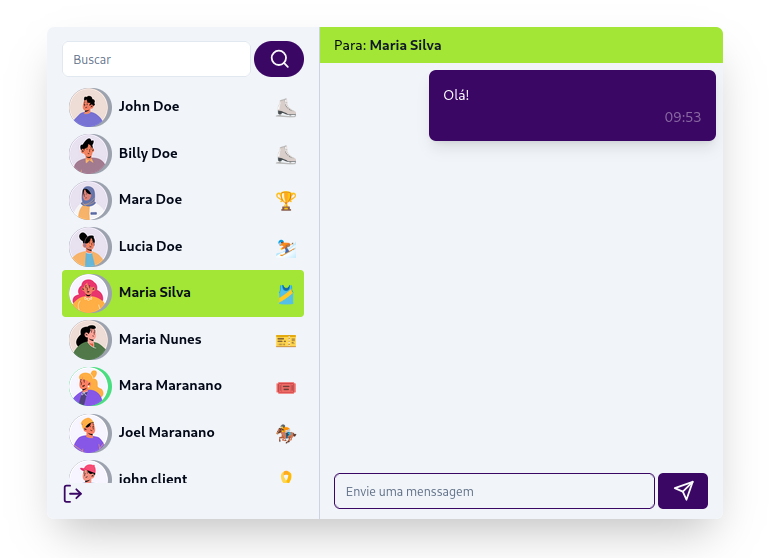 Buscar
John Doe
Billy Doe
Mara Doe
Lucia Doe
Maria Silva
Maria Nunes
Mara Maranano
Joel Maranano
john client
Para: Maria Silva
Olá!
09:53
Envie uma menssagem